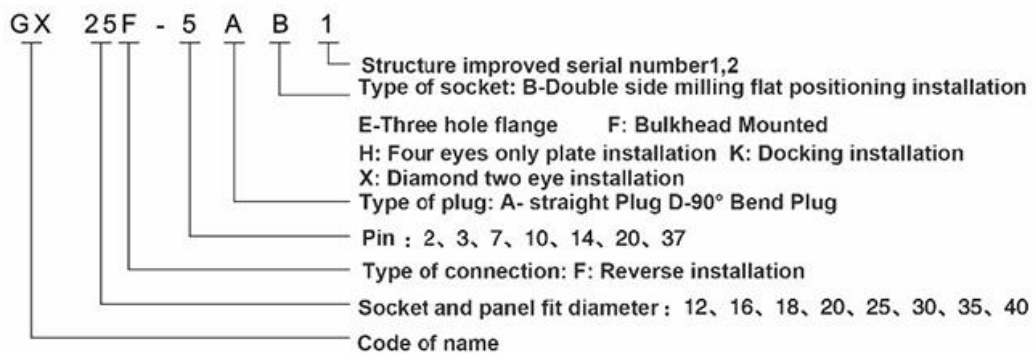 GX 25F - 5 A B 1
Structure improved serial number1,2
Type of socket: B-Double side milling flat positioning installation
E-Three hole flange F: Bulkhead Mounted
H: Four eyes only plate installation K: Docking installation
X: Diamond two eye installation
Type of plug: A- straight Plug D-90° Bend Plug
Pin：2、3、7、10、14、20、37
Type of connection: F: Reverse installation
Socket and panel fit diameter：12、16、18、20、25、30、35、40
Code of name